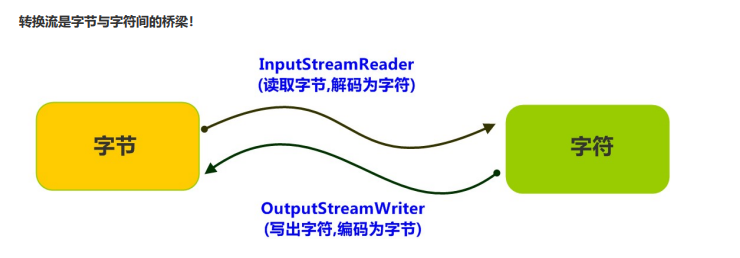 转换流是字节与字符间的桥梁!
InputStreamReader
(读取字节,解码为字符)
字节
字符
OutputStreamWriter
(写出字符,编码为字节)